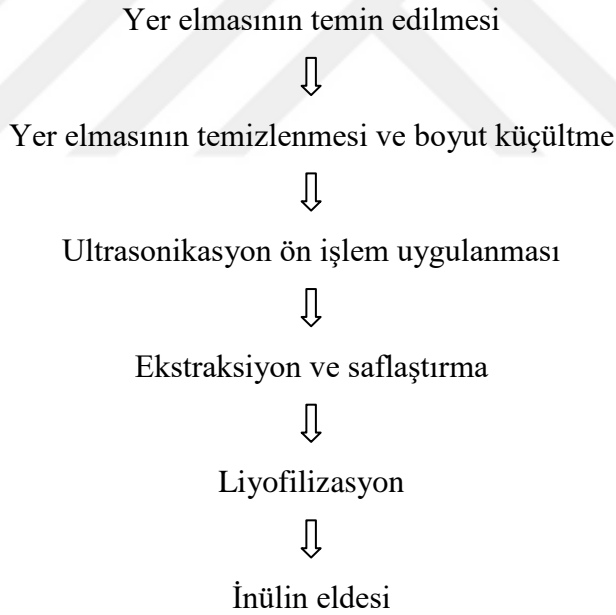 Yer elmasının temin edilmesi
⇩
Yer elmasının temizlenmesi ve boyut küçültme
⇩
Ultrasonikasyon ön işlem uygulanması
⇩
Ekstraksiyon ve saflaştırma
⇩
Liyofilizasyon
⇩
İnülin eldesi